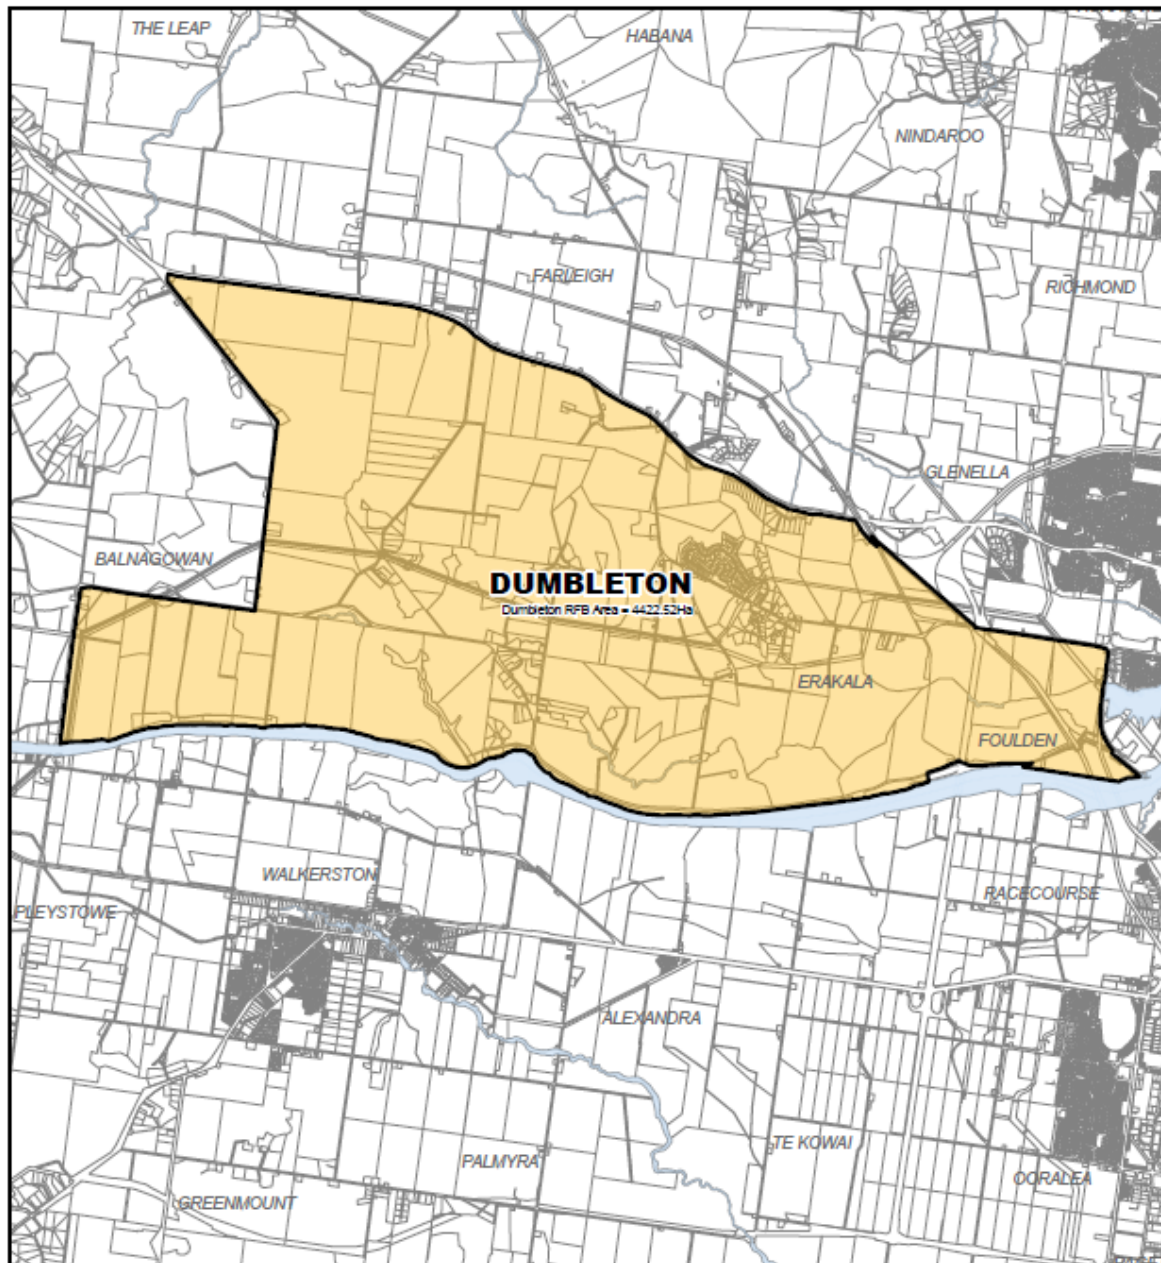 THE LEAP
HABANA
NINDAROO
FARLEIGH
RICHMOND
GLENELLA
BALNAGOWAN
DUMBLETON
Dumbleton RFB Area = 4422.52Ha
ERAKALA
FOULDEN
WALKERSTON
RACECOURSE
PLEYSTOWE
ALEXANDRA
TE KOWAI
PALMYRA
OORALEA
GREENMOUNT